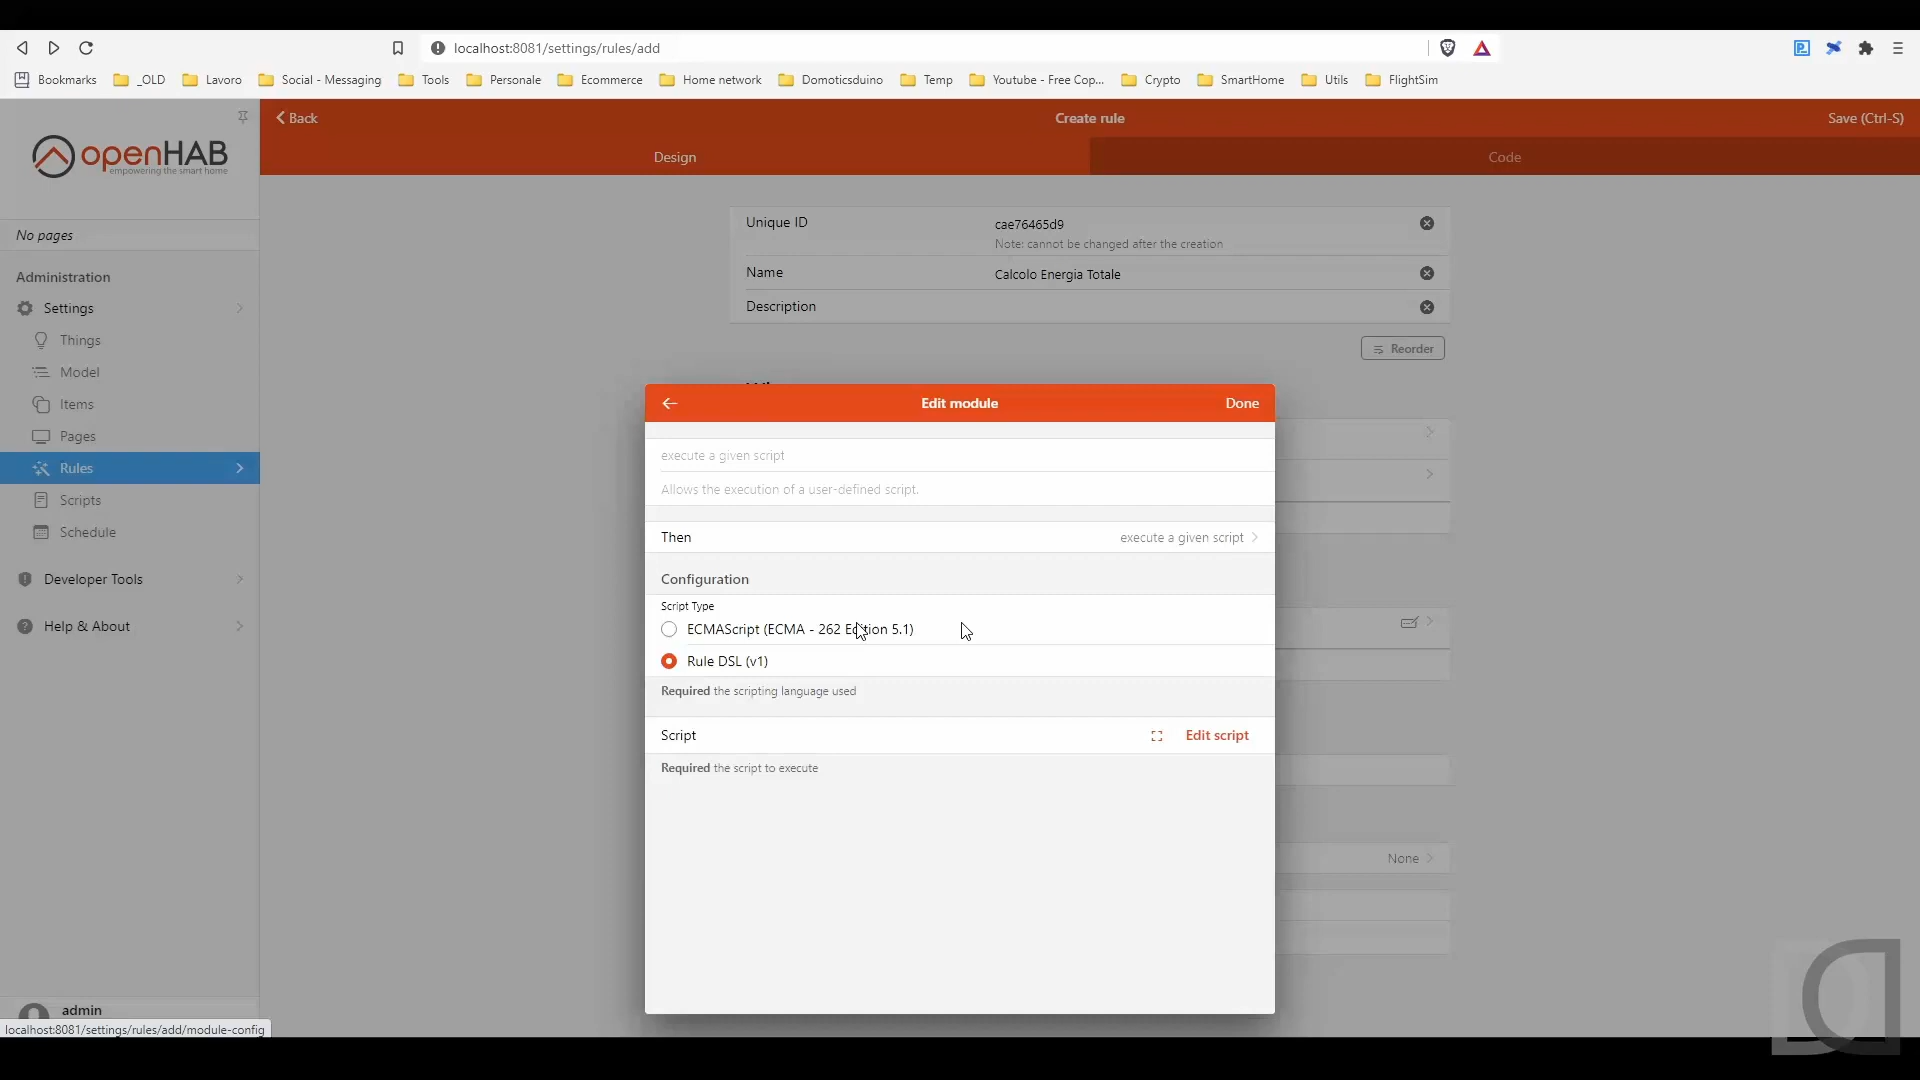 localhost:8081/settings/rules/add
Bookmarks
_OLD
Lavoro
Social - Messaging
Tools
Personale
Ecommerce
Home network
Domoticsduino
Temp
Youtube - Free Cop...
Crypto
SmartHome
Utils
FlightSim
openHAB
empowering the smart home
No pages
Administration
Settings
Things
Model
Items
Pages
Rules
Scripts
Schedule
Developer Tools
Help & About
admin
localhost:8081/settings/rules/add/module-config
Back
Create rule
Save (Ctrl-S)
Design
Code
Unique ID
cae76465d9
Note: cannot be changed after the creation
Name
Calcolo Energia Totale
Description
Reorder
None
Edit module
Done
execute a given script
Allows the execution of a user-defined script.
Then
execute a given script
Configuration
Script Type
ECMAScript (ECMA - 262 Edition 5.1)
Rule DSL (v1)
Required the scripting language used
Script
Edit script
Required the script to execute